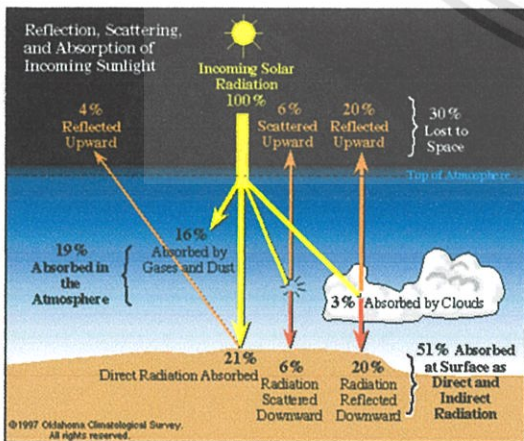 Reflection, Scattering,
and Absorption of
Incoming Sunlight
Incoming Solar
Radiation
100%
4%
Reflected
Upward
6%
Scattered
Upward
20%
Reflected
Upward
30%
Lost to
Space
Top of Atmosphere
19%
Absorbed in
the
Atmosphere
16%
Absorbed by
Gases and Dust
3% Absorbed by Clouds
21%
Direct Radiation Absorbed
6%
Radiation
Scattered
Downward
20%
Radiation
Reflected
Downward
51% Absorbed
at Surface as
Direct and
Indirect
Radiation
©1997 Oklahoma Climatological Survey.
All rights reserved.